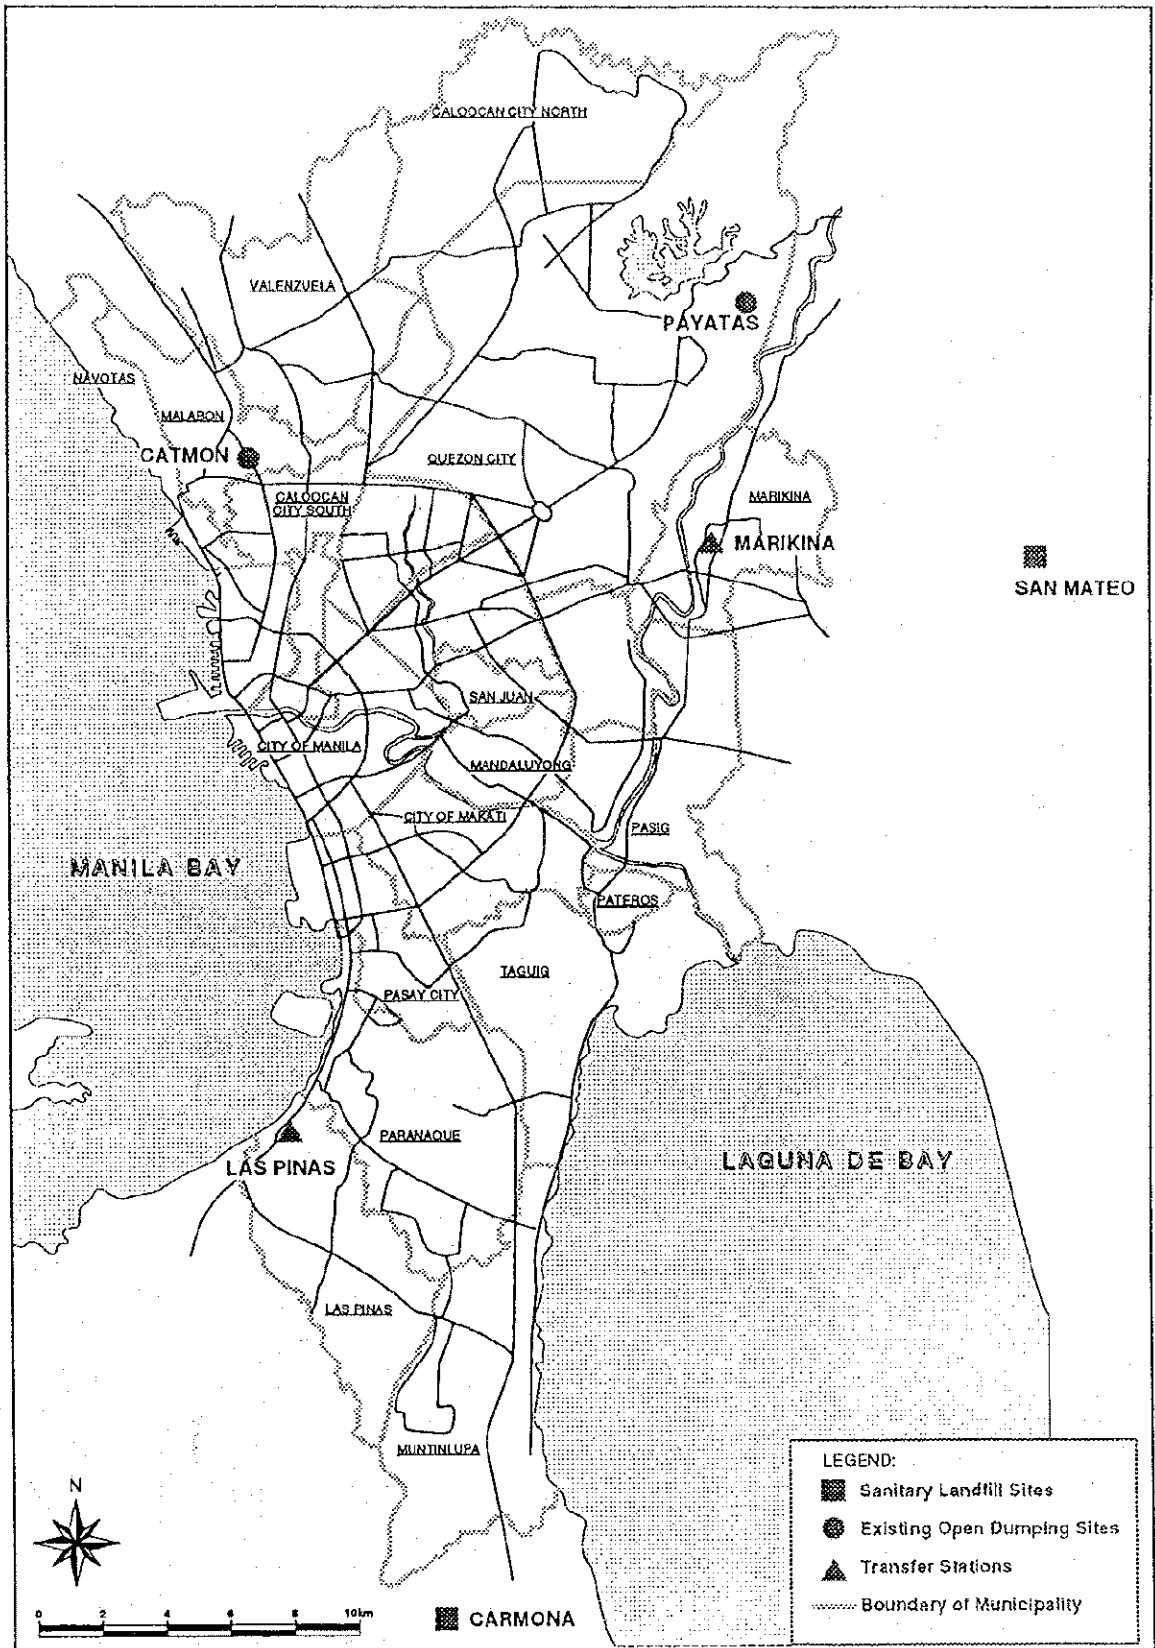 CALOOCAN CITY NORTH
VALENZUELA
PAYATAS
NAVOTAS
MALABON
CATMON
QUEZON CITY
CALOOCAN
CITY SOUTH
MARIKINA
MARIKINA
SAN MATEO
SAN JUAN
CITY OF MANILA
MANDALUYONG
CITY OF MAKATI
PASIG
MANILA BAY
PATEROS
TAGUIG
PASAY CITY
PARANAQUE
LAS PINAS
LAGUNA DE BAY
LAS PINAS
MUNTINLUPA
LEGEND:
Sanitary Landfill Sites
Existing Open Dumping Sites
Transfer Stations
Boundary of Municipality
N
0 2 4 6 8 10km
CARMONA